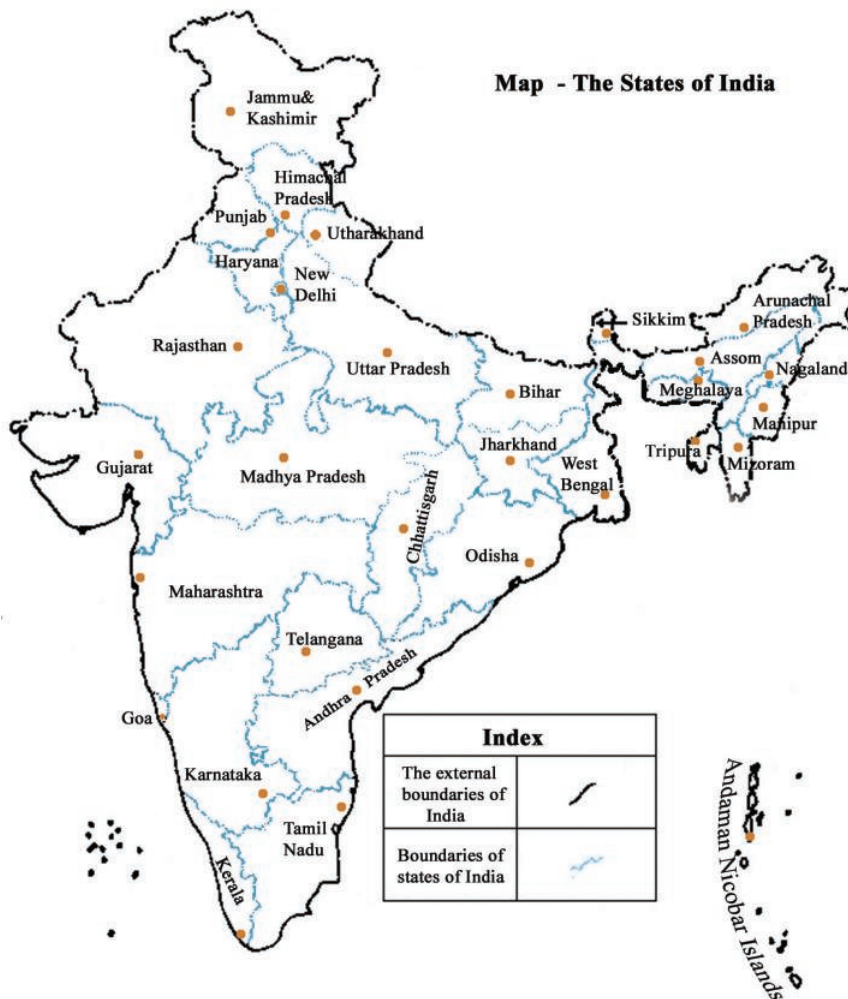 Map - The States of India
Jammu&
Kashimir
Himachal
Pradesh
Punjab
Utharakhand
Haryana
New
Delhi
Sikkim
Arunachal
Pradesh
Rajasthan
Uttar Pradesh
Assom
Nagaland
Bihar
Meghalaya
Manipur
Gujarat
Madhya Pradesh
Jharkhand
Tripura
Mizoram
West
Bengal
Chhattisgarh
Odisha
Maharashtra
Telangana
Andhra Pradesh
Goa
Index
The external
boundaries of
India
Boundaries of
states of India
Karnataka
Tamil
Nadu
Kerala
Andaman Nicobar Islands